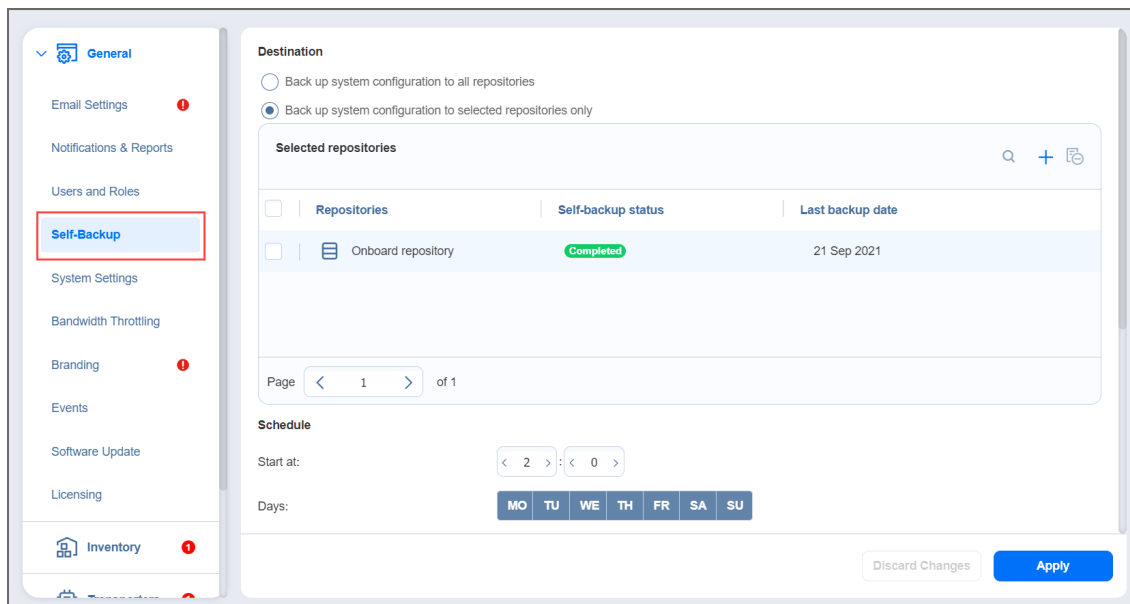 General
Email Settings
Notifications & Reports
Users and Roles
Self-Backup
System Settings
Bandwidth Throttling
Branding
Events
Software Update
Licensing
Inventory 1
Destination
Back up system configuration to all repositories
Back up system configuration to selected repositories only
Selected repositories
Repositories Self-backup status Last backup date
Onboard repository Completed 21 Sep 2021
Page 1 of 1
Schedule
Start at: 2 : 0
Days: MO TU WE TH FR SA SU
Discard Changes Apply